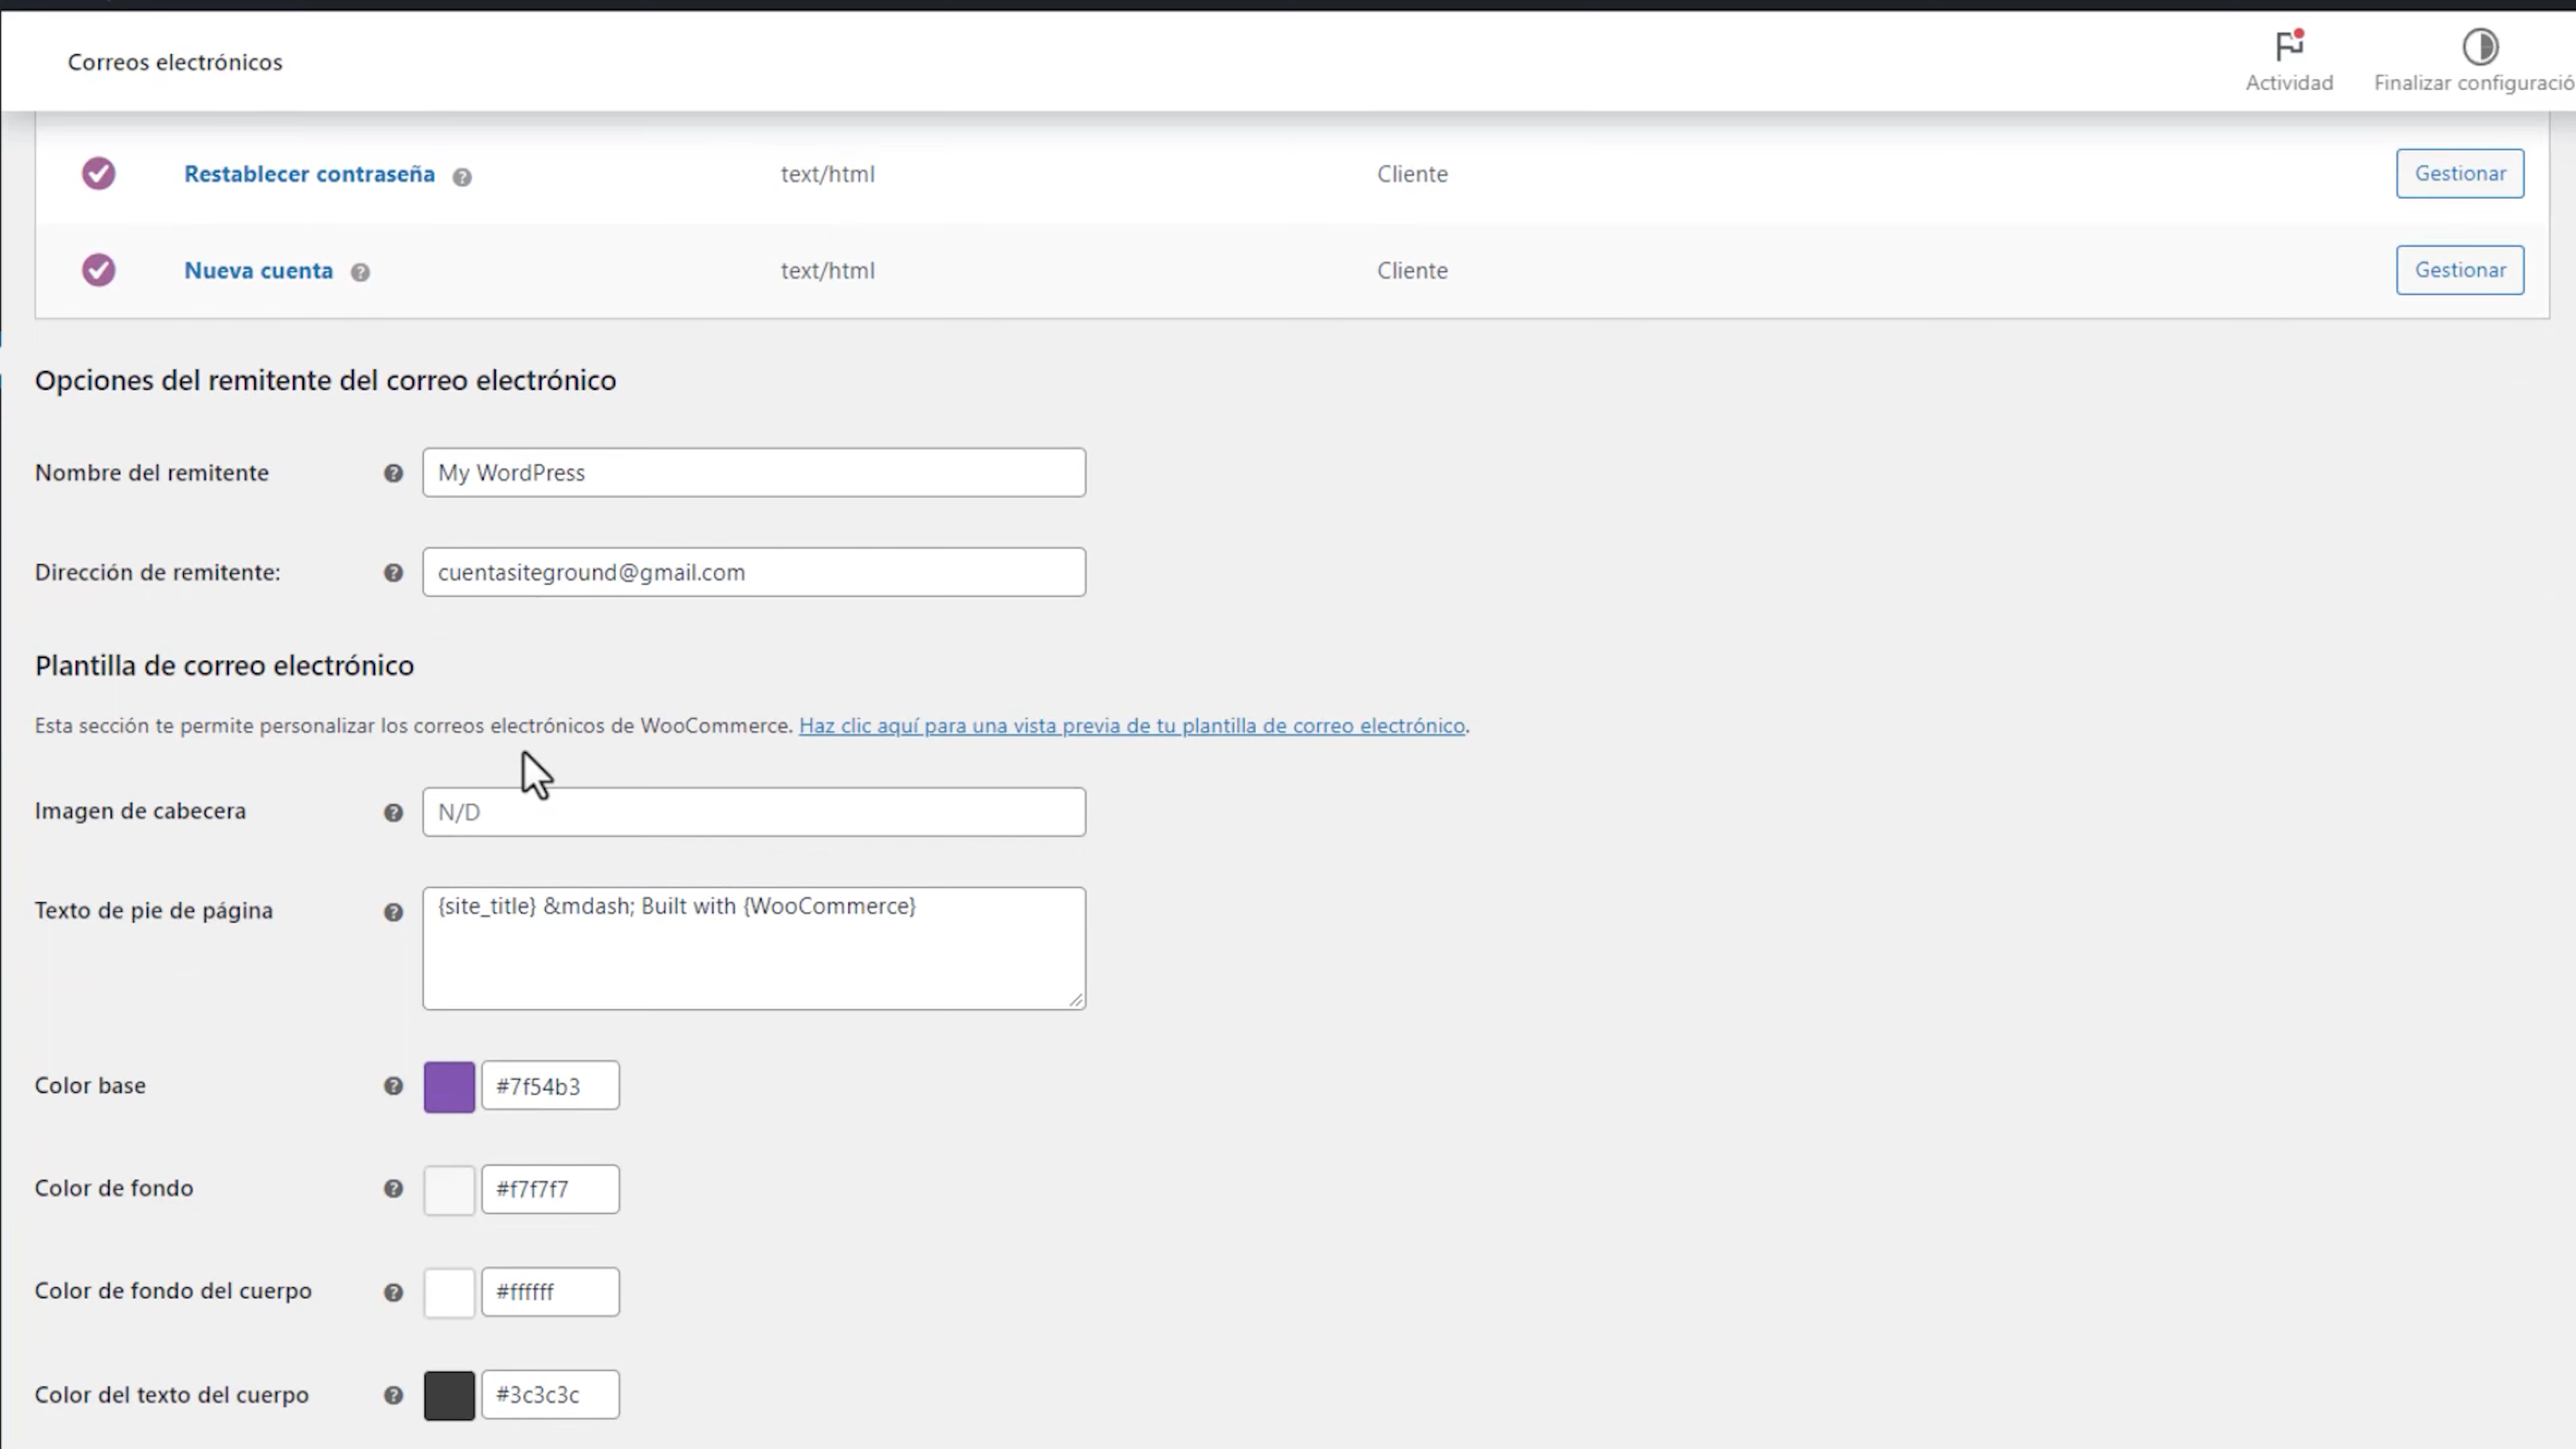 Correos electrónicos
Actividad
Finalizar configuració
Restablecer contraseña text/html Cliente Gestionar
Nueva cuenta text/html Cliente Gestionar
Opciones del remitente del correo electrónico
Nombre del remitente My WordPress
Dirección de remitente: cuentasiteground@gmail.com
Plantilla de correo electrónico
Esta sección te permite personalizar los correos electrónicos de WooCommerce. Haz clic aquí para una vista previa de tu plantilla de correo electrónico.
Imagen de cabecera N/D
Texto de pie de página {site_title} &mdash; Built with {WooCommerce}
Color base #7f54b3
Color de fondo #f7f7f7
Color de fondo del cuerpo #ffffff
Color del texto del cuerpo #3c3c3c